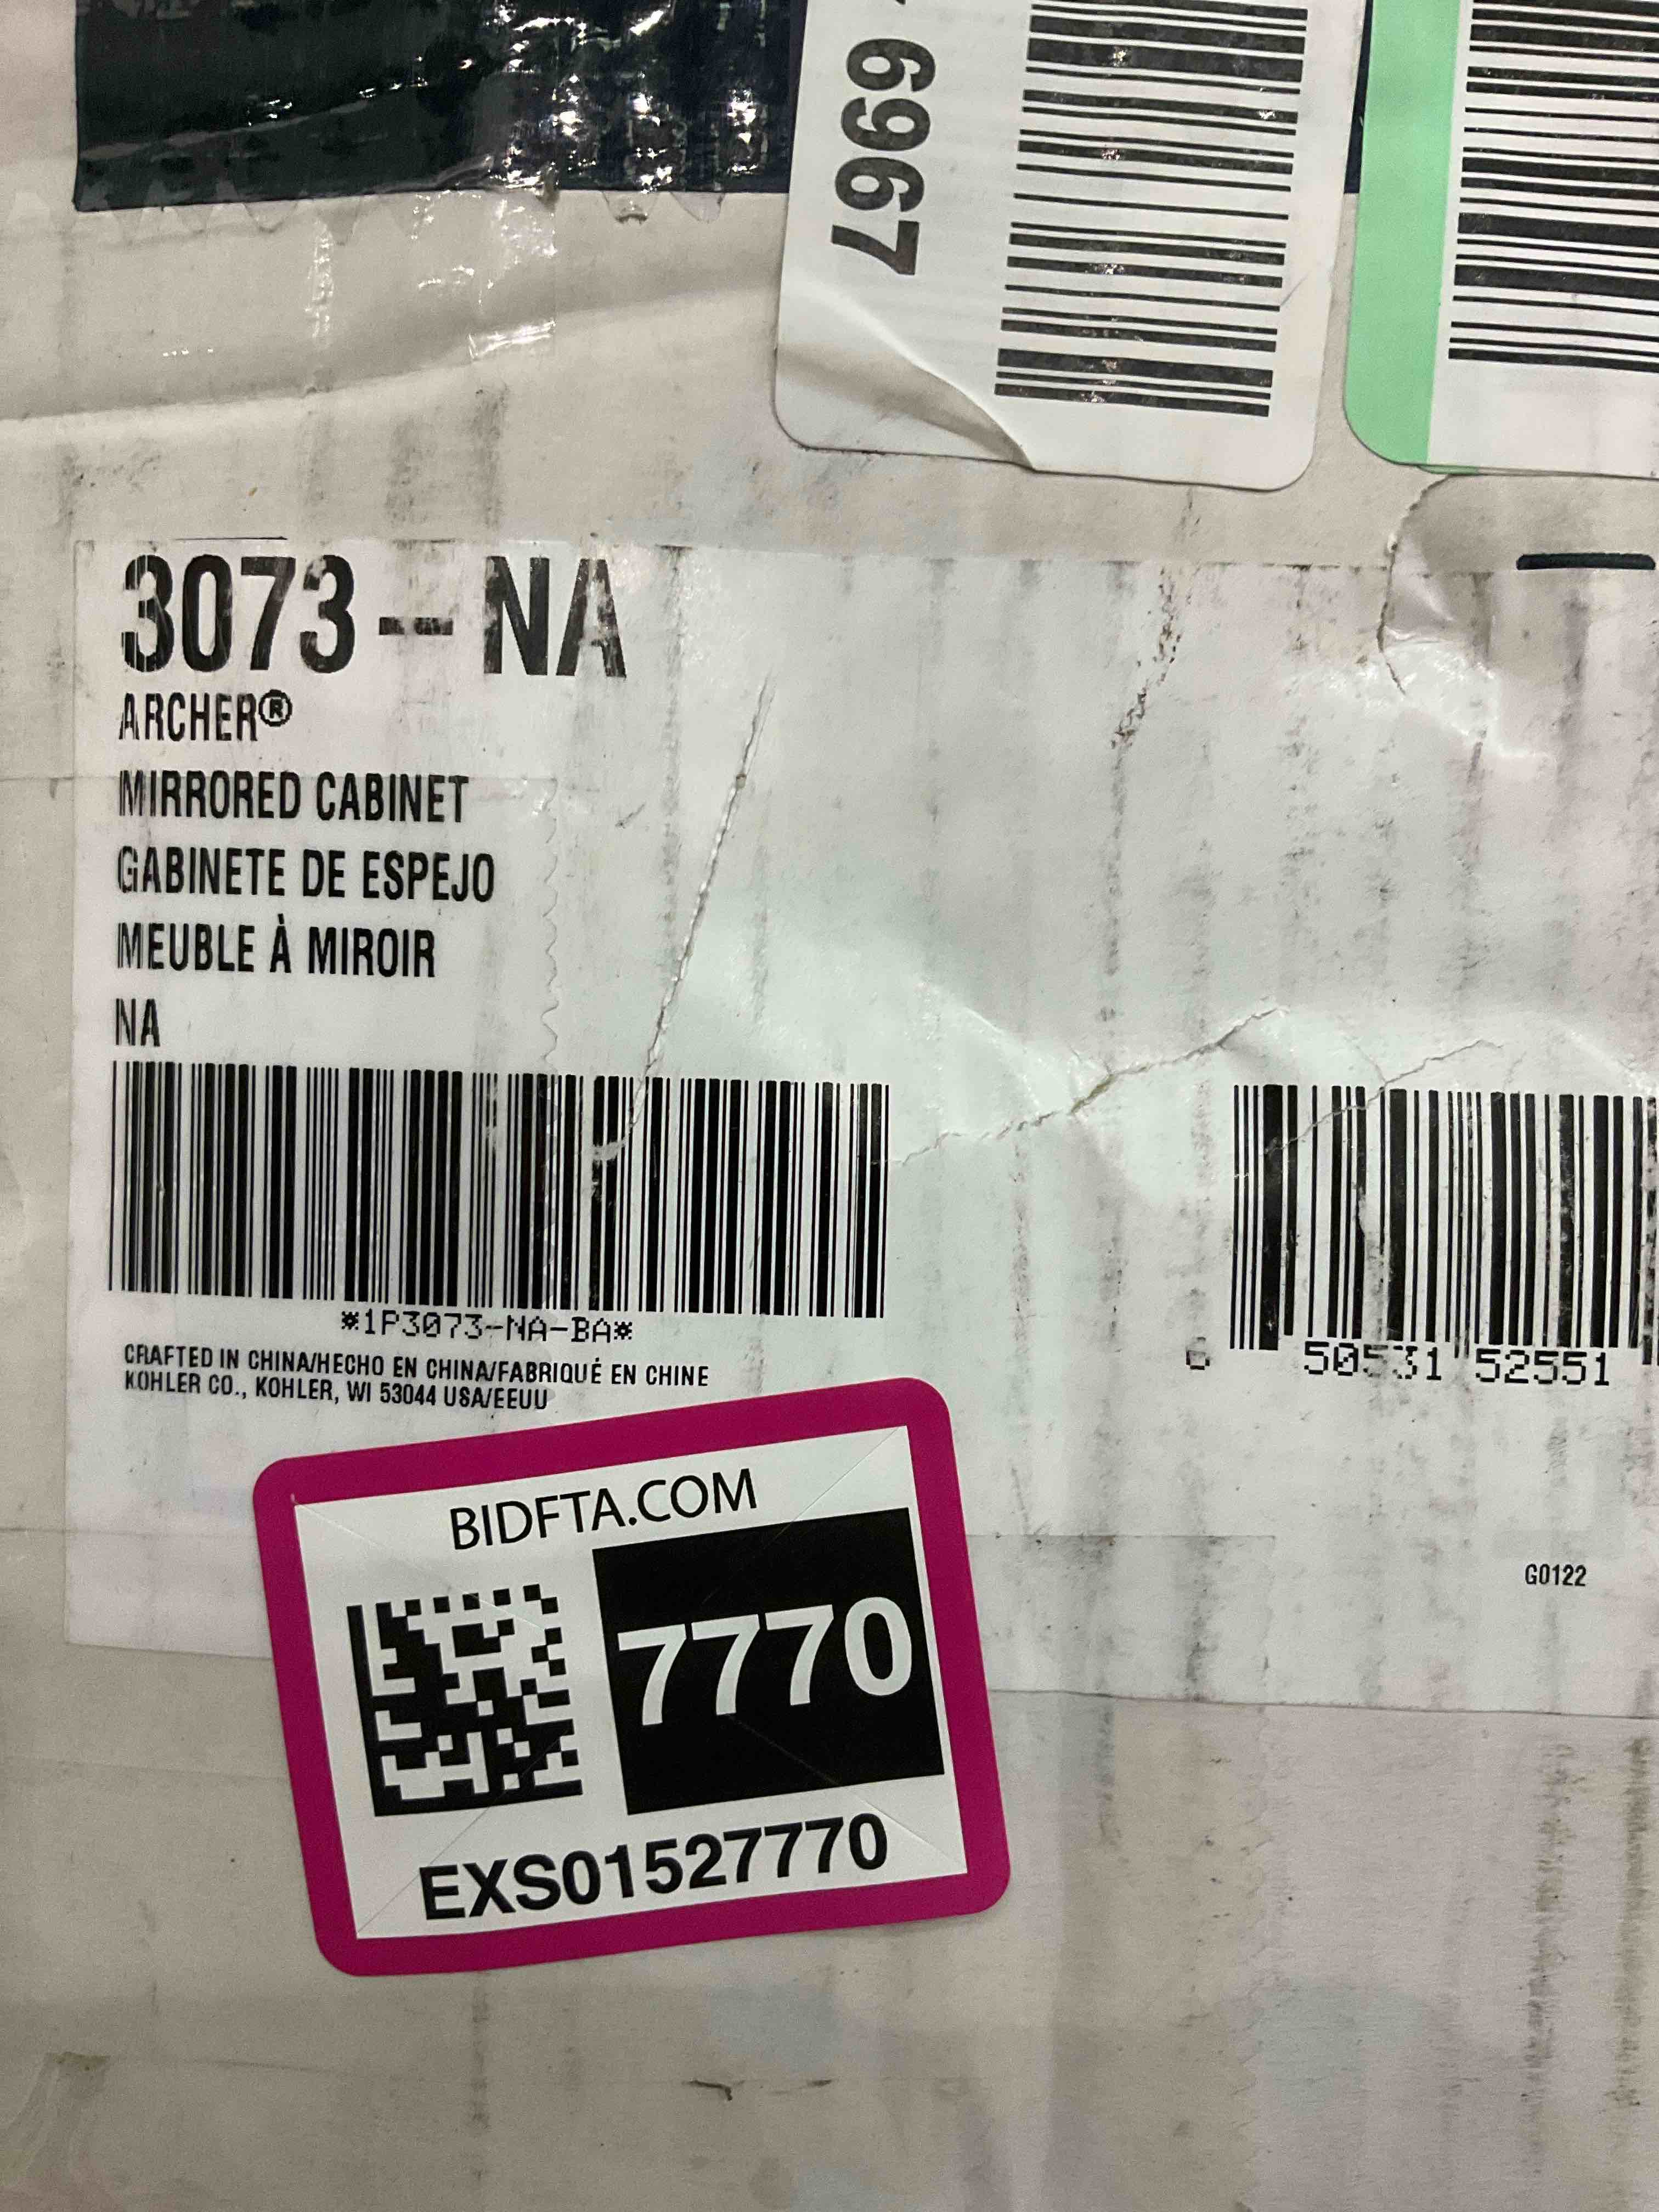 6967
3073-NA
ARCHER®
MIRRORED CABINET
GABINETE DE ESPEJO
MEUBLE À MIROIR
NA
*1P3073-NA-BA*
CRAFTED IN CHINA/HECHO EN CHINA/FABRIQUÉ EN CHINE
KOHLER CO., KOHLER, WI 53044 USA/EEUU
6 50531 52551
G0122
BIDFTA.COM
7770
EXS01527770